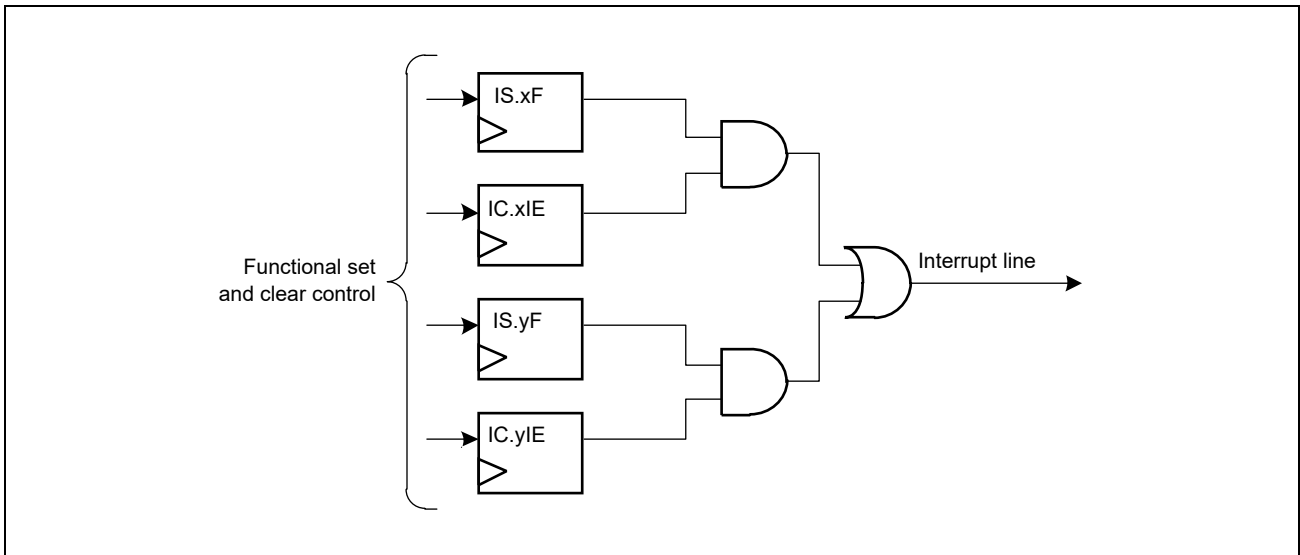 IS.xF
IC.xIE
Functional set
and clear control
Interrupt line
IS.yF
IC.yIE